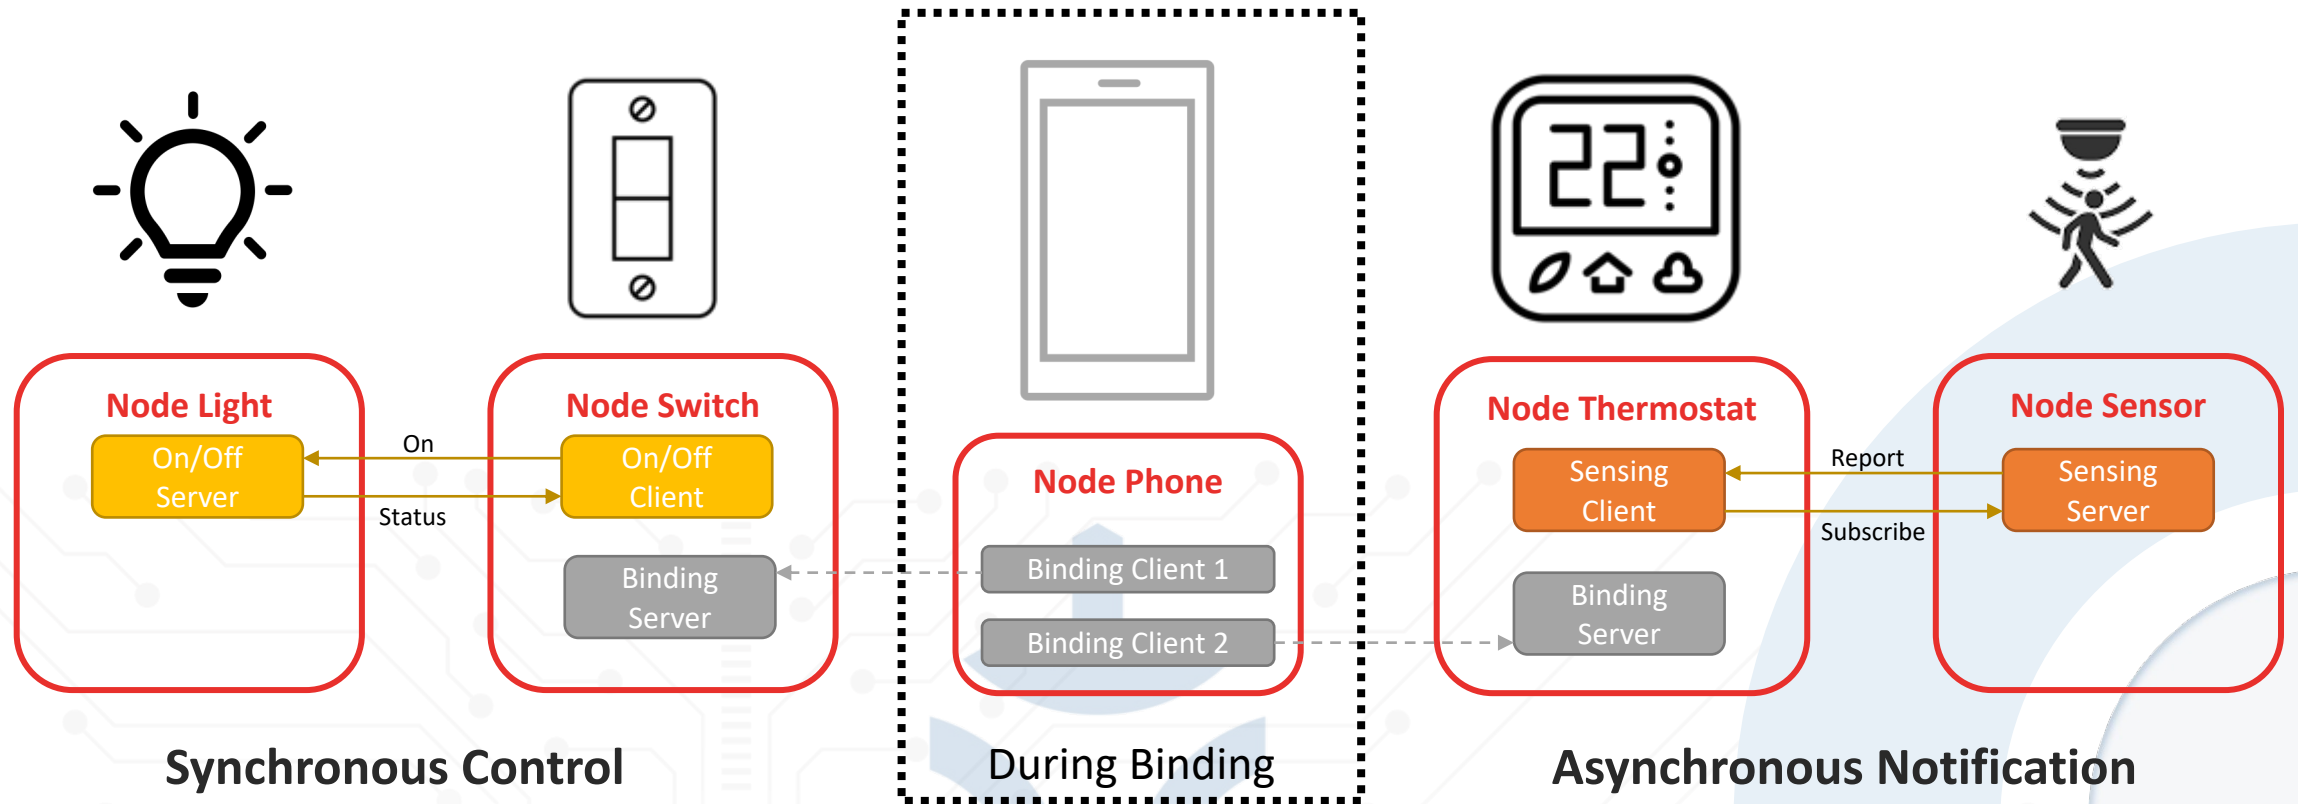 22
Node Light
On/Off
Server
On
Status
Node Switch
On/Off
Client
Binding
Server
Node Phone
Binding Client 1
Binding Client 2
Node Thermostat
Sensing
Client
Binding
Server
Report
Subscribe
Node Sensor
Sensing
Server
Synchronous Control
During Binding
Asynchronous Notification